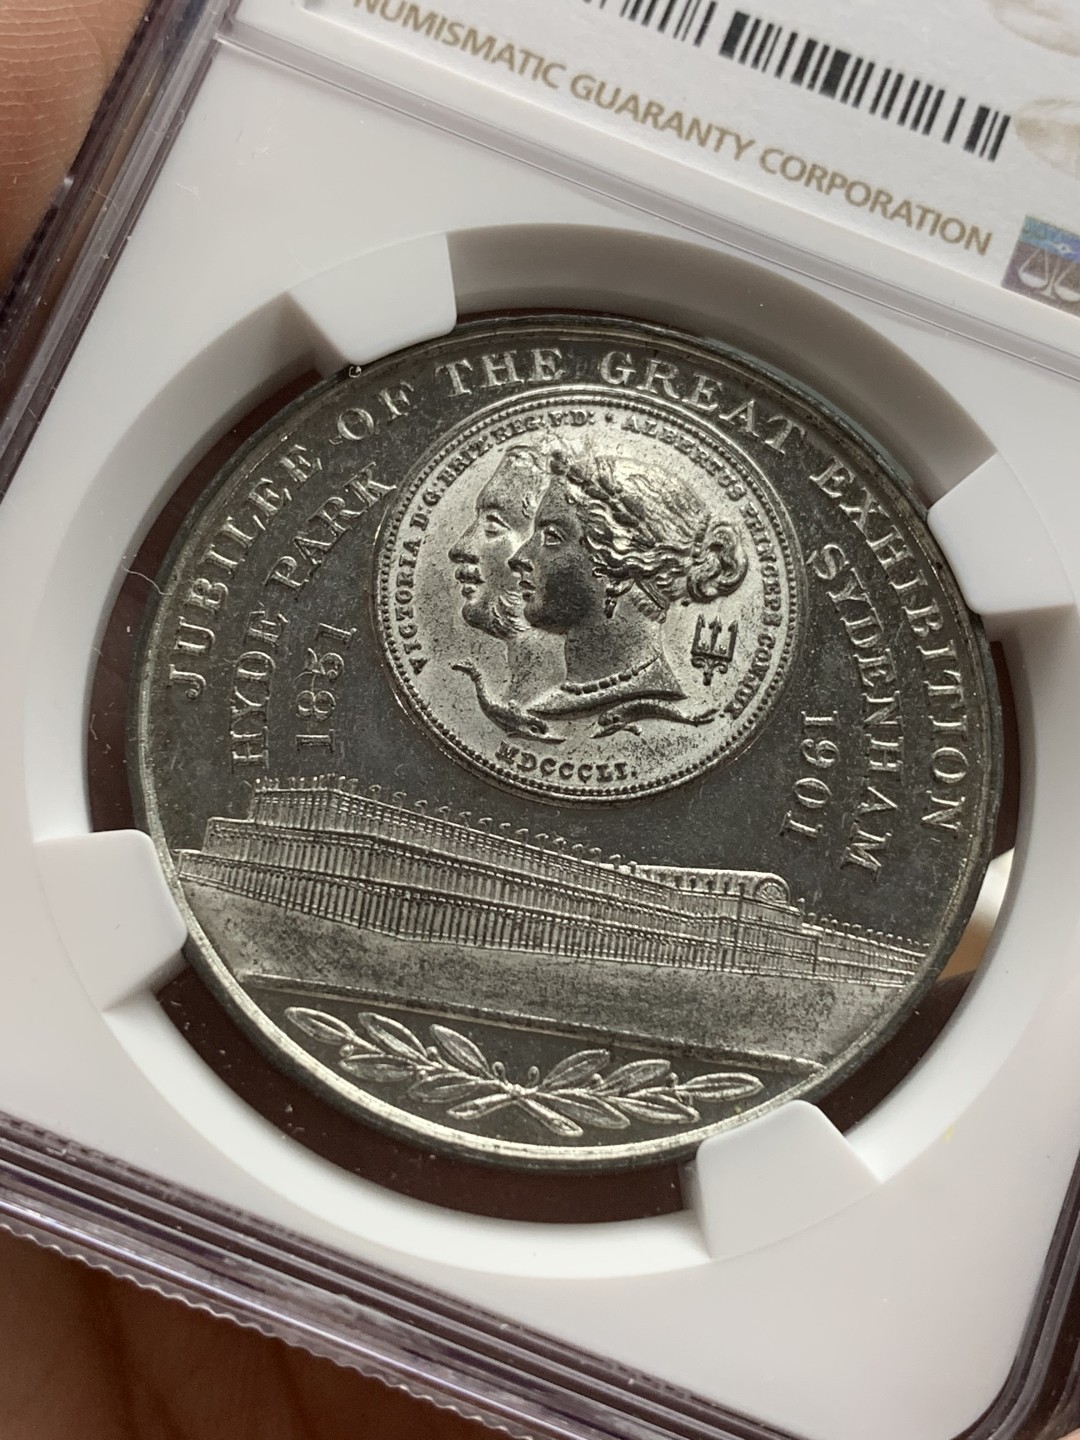 NUMISMATIC GUARANTY CORPORATION
JUBILEE OF THE GREAT EXHIBITION
HYDE PARK
1851
SYDENHAM
1901
VICTORIA D:G:BRIT:REG:F:D: • ALBERTUS PRINCEPS CONJUX.
MDCCCLI.